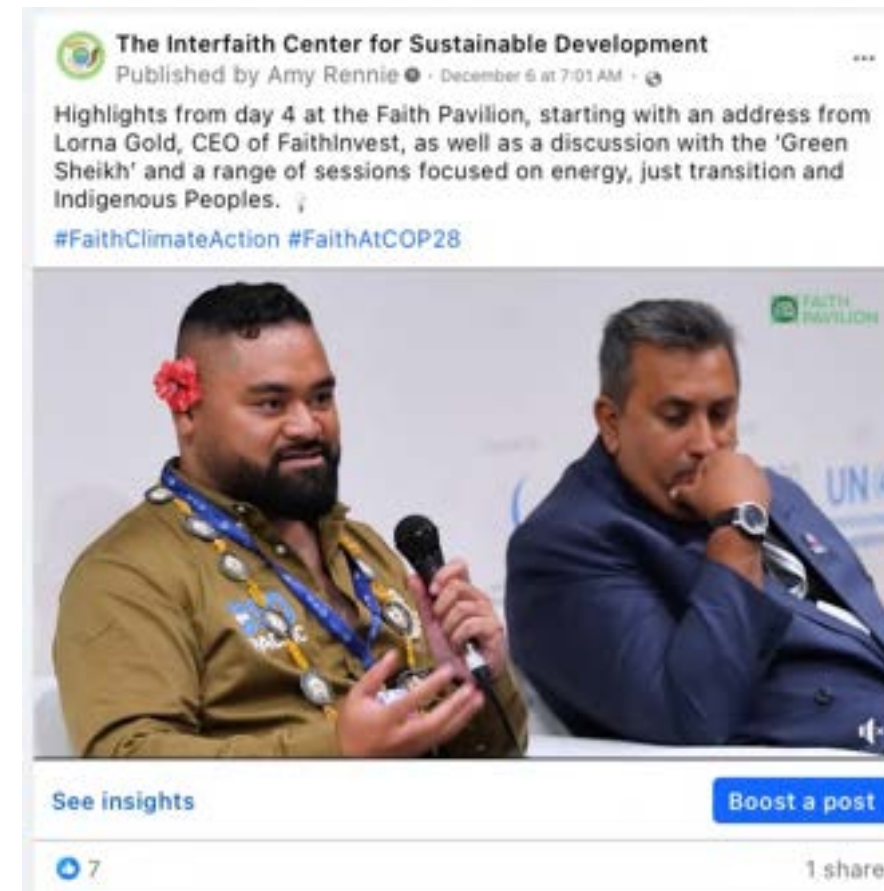 The Interfaith Center for Sustainable Development
Published by Amy Rennie · December 6 at 7:01 AM ·
Highlights from day 4 at the Faith Pavilion, starting with an address from
Lorna Gold, CEO of FaithInvest, as well as a discussion with the ‘Green
Sheikh’ and a range of sessions focused on energy, just transition and
Indigenous Peoples.
#FaithClimateAction #FaithAtCOP28
FAITH
PAVILION
UN
See insights
Boost a post
7
1 share